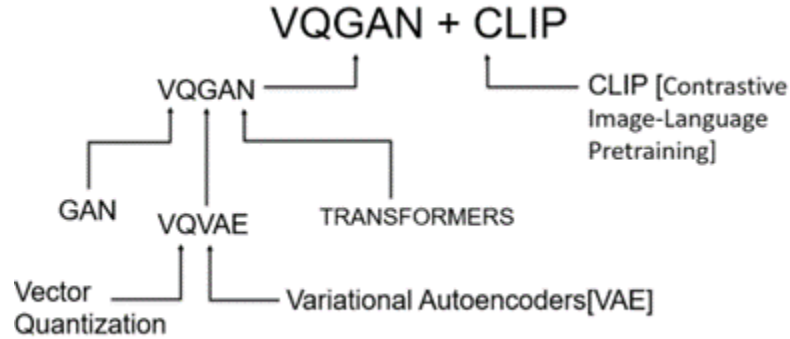 VQGAN + CLIP
VQGAN
CLIP [Contrastive
Image-Language
Pretraining]
GAN
VQVAE
TRANSFORMERS
Vector
Quantization
Variational Autoencoders[VAE]